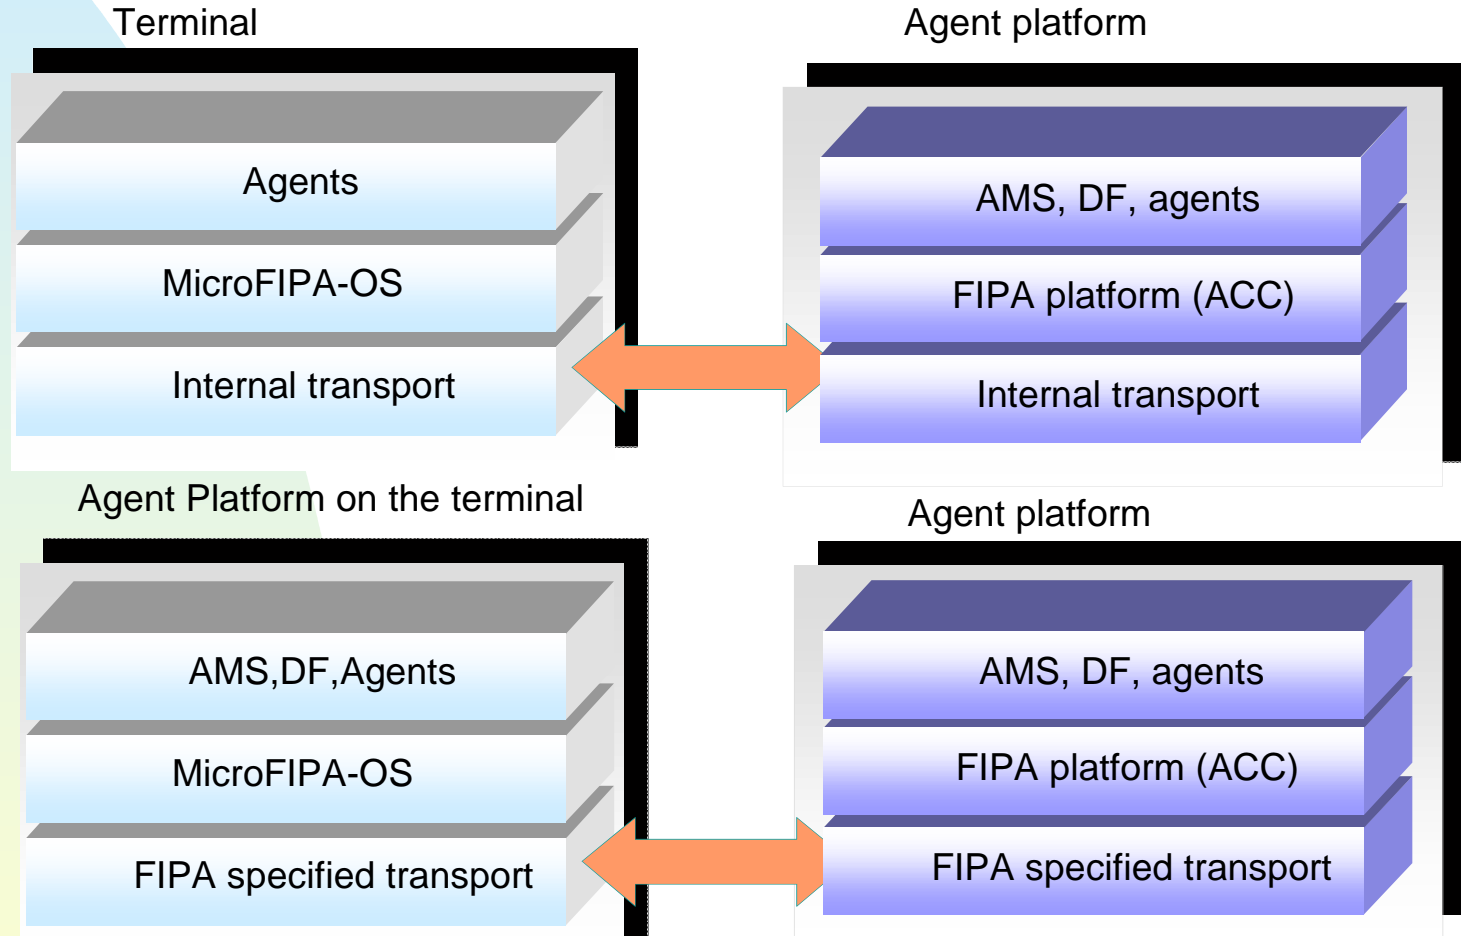 Terminal
Agent platform
Agents
AMS, DF, agents
MicroFIPA-OS
FIPA platform (ACC)
Internal transport
Internal transport
Agent Platform on the terminal
Agent platform
AMS,DF,Agents
AMS, DF, agents
MicroFIPA-OS
FIPA platform (ACC)
FIPA specified transport
FIPA specified transport